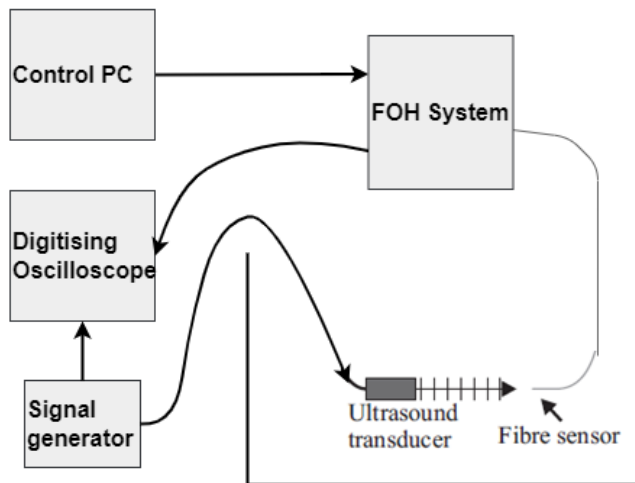 Control PC
FOH System
Digitising
Oscilloscope
Signal
generator
Ultrasound
transducer
Fibre sensor